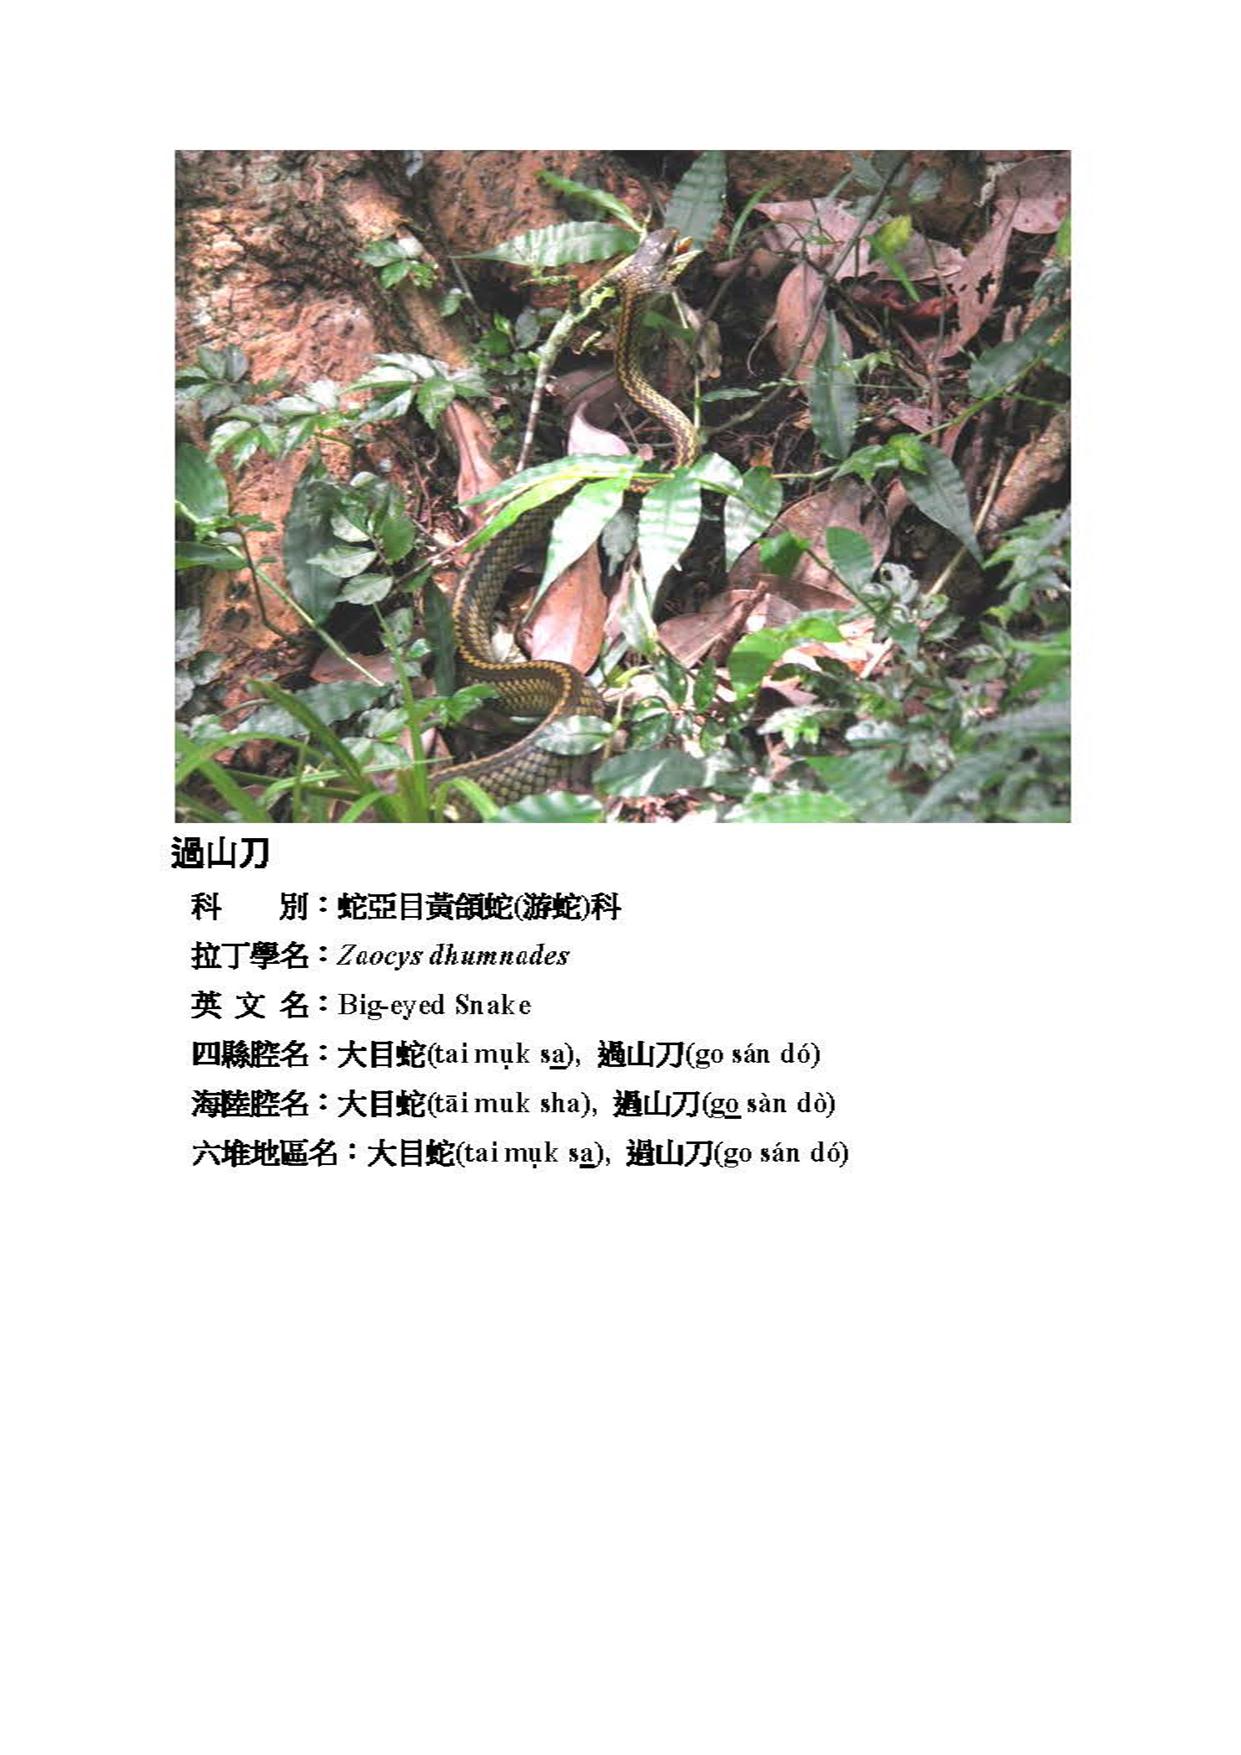 過山刀
科　　別：蛇亞目黃頷蛇(游蛇)科
拉丁學名：Zaocys dhumnades
英 文 名：Big-eyed Snake
四縣腔名：大目蛇(tai mụk sa̲), 過山刀(go sán dó)
海陸腔名：大目蛇(tāi muk sha), 過山刀(go̲ sàn dò)
六堆地區名：大目蛇(tai mụk sa̲), 過山刀(go sán dó)